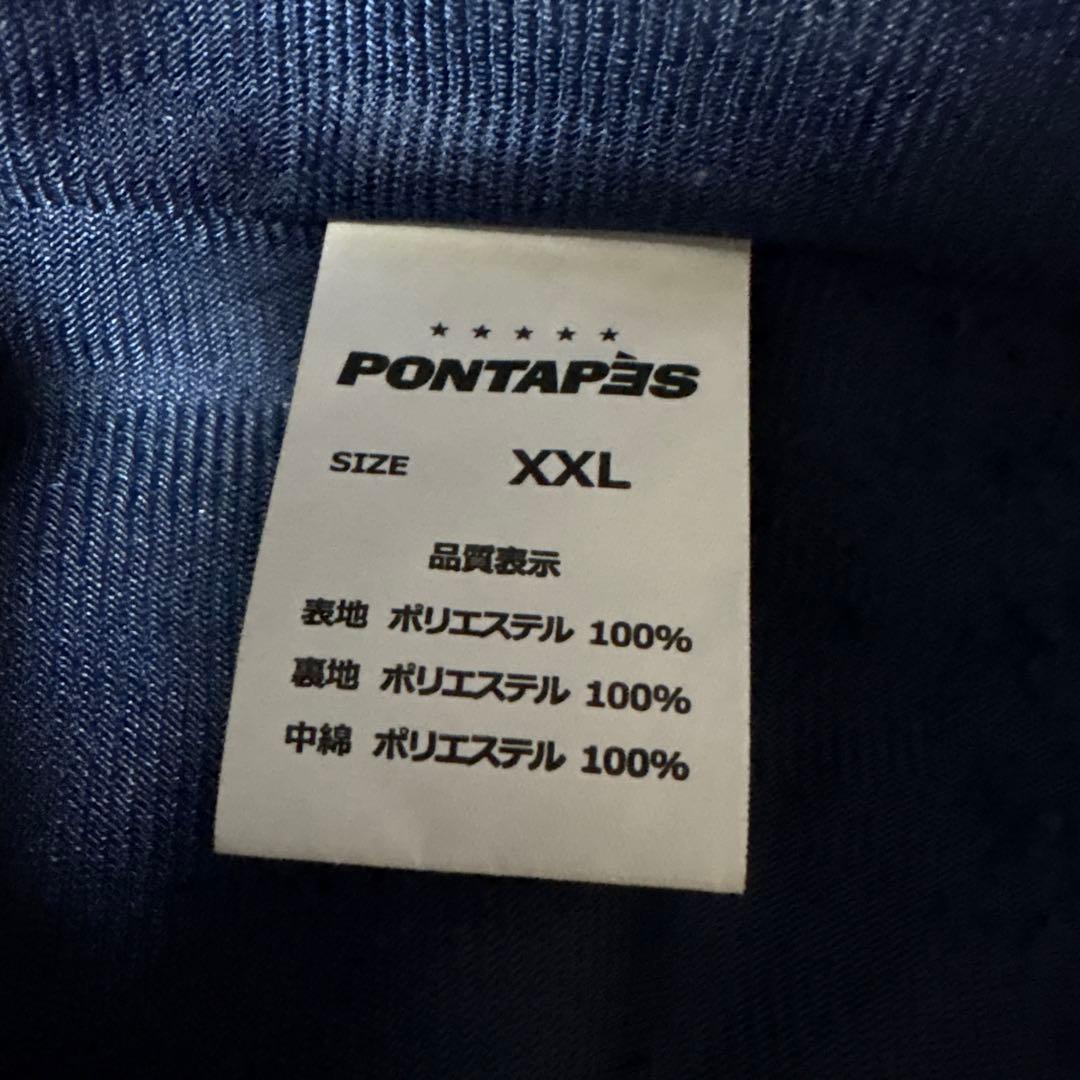 ★ ★ ★ ★ ★
PONTAPÈS
SIZE XXL
品質表示
表地 ポリエステル 100%
裏地 ポリエステル 100%
中綿 ポリエステル 100%